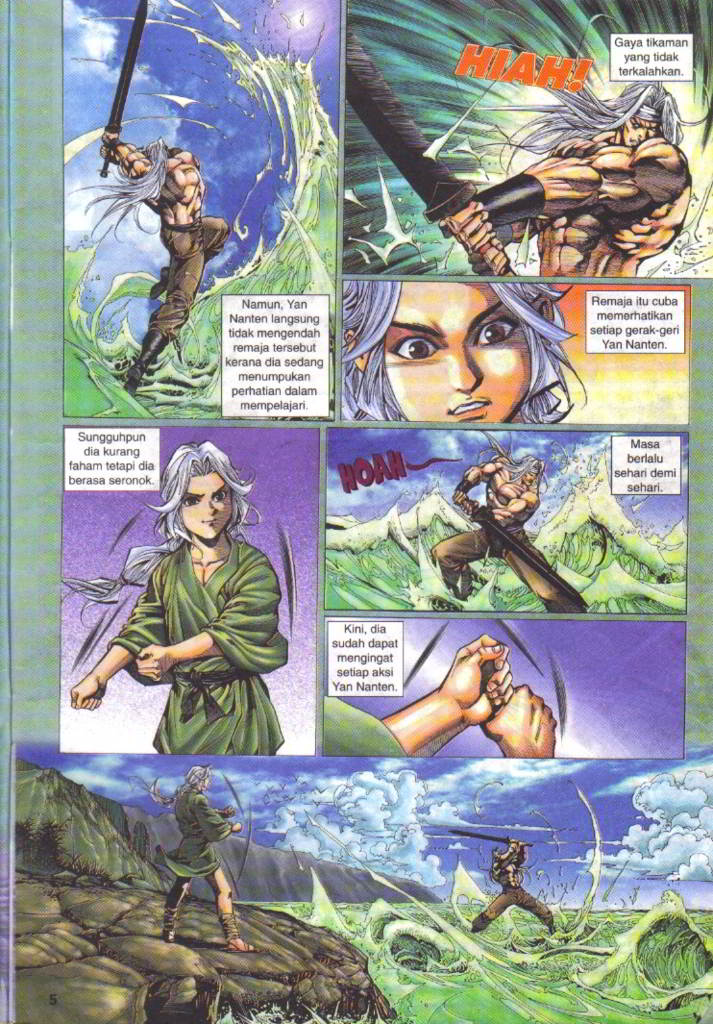 Namun, Yan
Nanten langsung
tidak mengendah
remaja tersebut
kerana dia sedang
menumpukan
perhatian dalam
mempelajari.
HIAH!
Gaya tikaman
yang tidak
terkalahkan.
Remaja itu cuba
memerhatikan
setiap gerak-geri
Yan Nanten.
Sungguhpun
dia kurang
faham tetapi dia
berasa seronok.
HOAH
Masa
berlalu
sehari demi
sehari.
Kini, dia
sudah dapat
mengingat
setiap aksi
Yan Nanten.
5